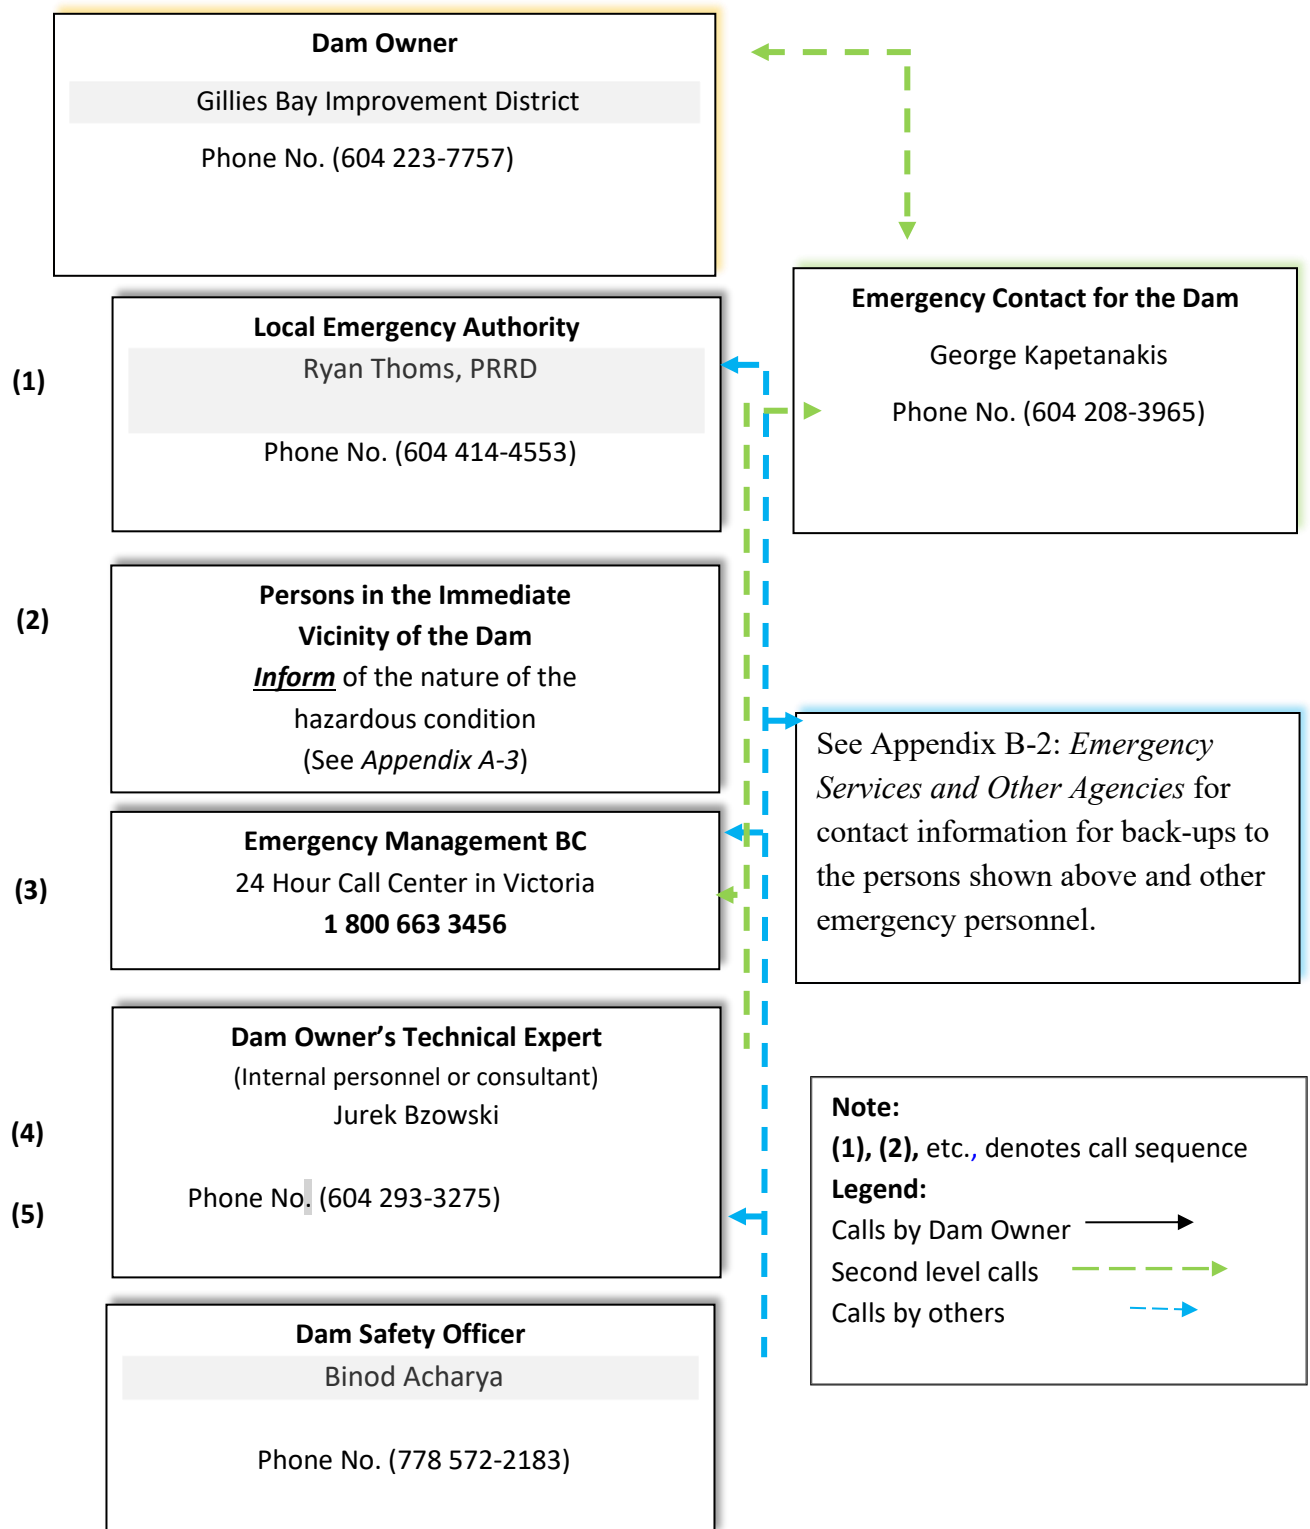 Dam Owner
Gillies Bay Improvement District
Phone No. (604 223-7757)
Emergency Contact for the Dam
George Kapetanakis
Phone No. (604 208-3965)
(1)
Local Emergency Authority
Ryan Thoms, PRRD
Phone No. (604 414-4553)
(2)
Persons in the Immediate
Vicinity of the Dam
Inform of the nature of the
hazardous condition
(See Appendix A-3)
See Appendix B-2: Emergency
Services and Other Agencies for
contact information for back-ups to
the persons shown above and other
emergency personnel.
(3)
Emergency Management BC
24 Hour Call Center in Victoria
1 800 663 3456
(4)
Dam Owner’s Technical Expert
(Internal personnel or consultant)
Jurek Bzowski
(5)
Phone No. (604 293-3275)
Dam Safety Officer
Binod Acharya
Phone No. (778 572-2183)
Note:
(1), (2), etc., denotes call sequence
Legend:
Calls by Dam Owner
Second level calls
Calls by others